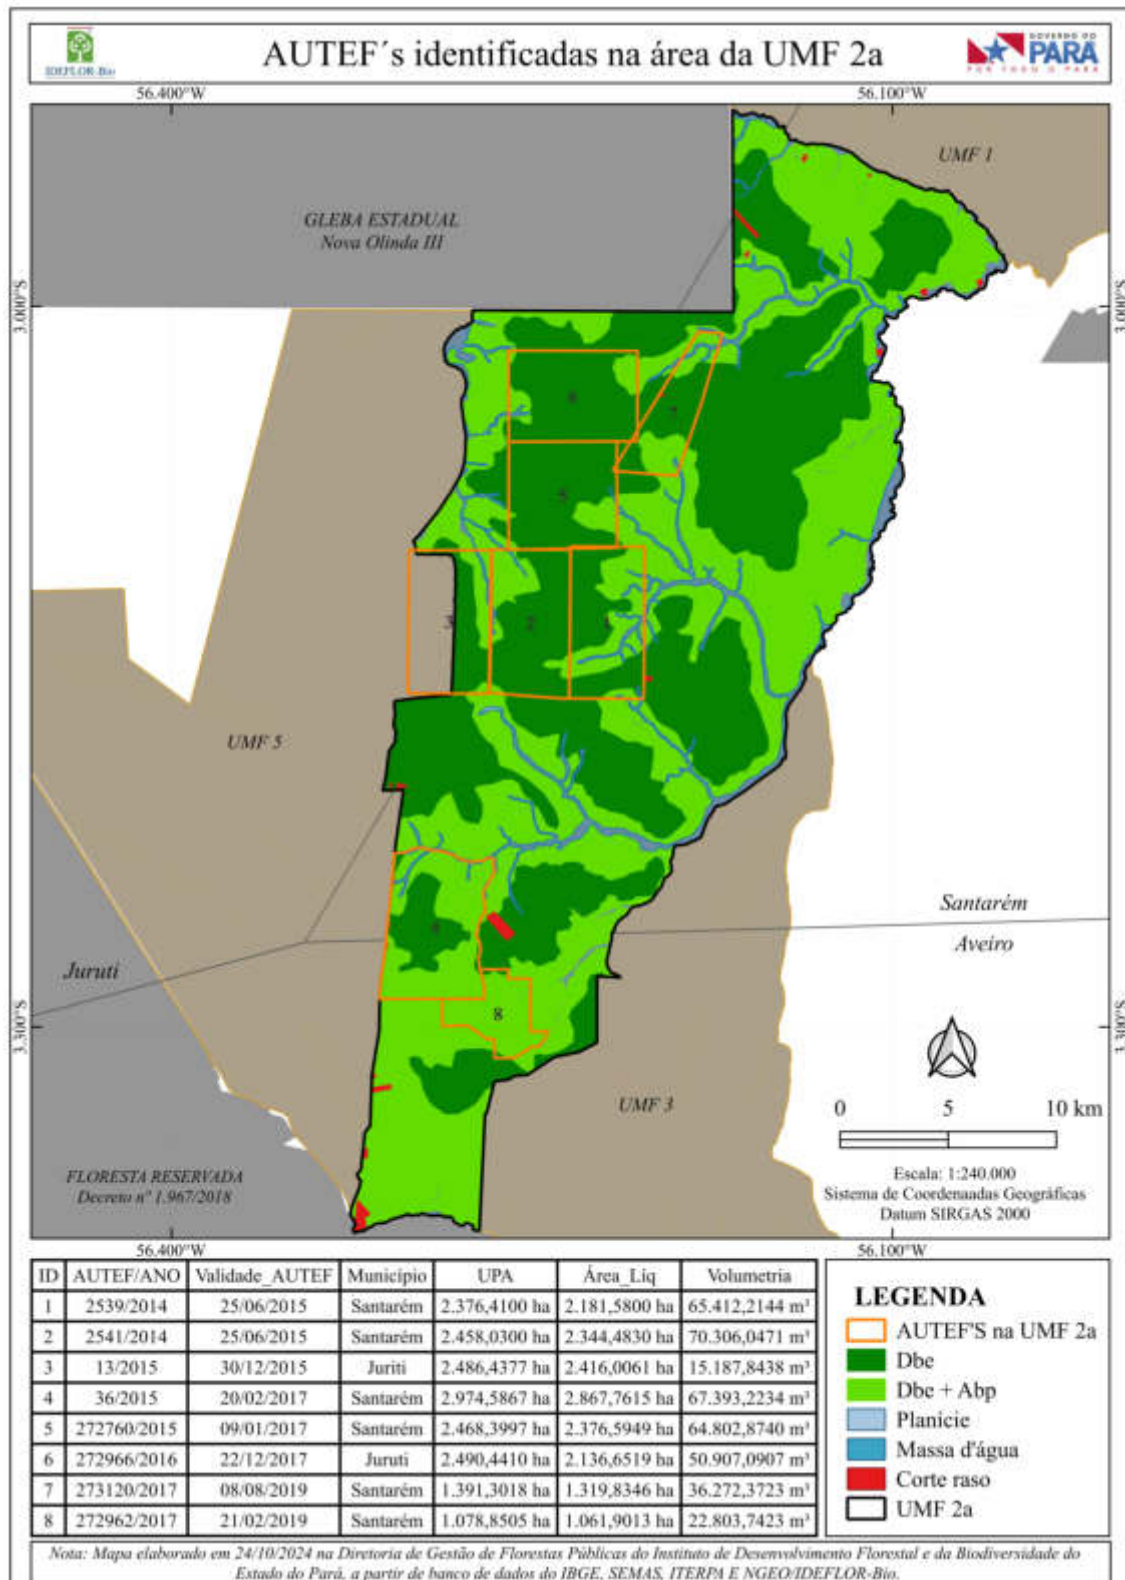 IDEFLOR-Bio
AUTEF´s identificadas na área da UMF 2a
GOVERNO DO
PARÁ
POR TODO O PARÁ
56.400°W
56.100°W
UMF 1
GLEBA ESTADUAL
Nova Olinda III
3.000°S
3.000°S
6
7
5
3
2
1
UMF 5
4
Santarém
Aveiro
Juruti
8
3.300°S
3.300°S
UMF 3
0
5
10 km
FLORESTA RESERVADA
Decreto nº 1.967/2018
Escala: 1:240.000
Sistema de Coordenaadas Geográficas
Datum SIRGAS 2000
56.400°W
56.100°W
ID AUTEF/ANO Validade_AUTEF Município UPA Área_Líq Volumetria
1 2539/2014 25/06/2015 Santarém 2.376,4100 ha 2.181,5800 ha 65.412,2144 m³
2 2541/2014 25/06/2015 Santarém 2.458,0300 ha 2.344,4830 ha 70.306,0471 m³
3 13/2015 30/12/2015 Juriti 2.486,4377 ha 2.416,0061 ha 15.187,8438 m³
4 36/2015 20/02/2017 Santarém 2.974,5867 ha 2.867,7615 ha 67.393,2234 m³
5 272760/2015 09/01/2017 Santarém 2.468,3997 ha 2.376,5949 ha 64.802,8740 m³
6 272966/2016 22/12/2017 Juruti 2.490,4410 ha 2.136,6519 ha 50.907,0907 m³
7 273120/2017 08/08/2019 Santarém 1.391,3018 ha 1.319,8346 ha 36.272,3723 m³
8 272962/2017 21/02/2019 Santarém 1.078,8505 ha 1.061,9013 ha 22.803,7423 m³
LEGENDA
AUTEF'S na UMF 2a
Dbe
Dbe + Abp
Planície
Massa d'água
Corte raso
UMF 2a
Nota: Mapa elaborado em 24/10/2024 na Diretoria de Gestão de Florestas Públicas do Instituto de Desenvolvimento Florestal e da Biodiversidade do
Estado do Pará, a partir de banco de dados do IBGE, SEMAS, ITERPA E NGEO/IDEFLOR-Bio.